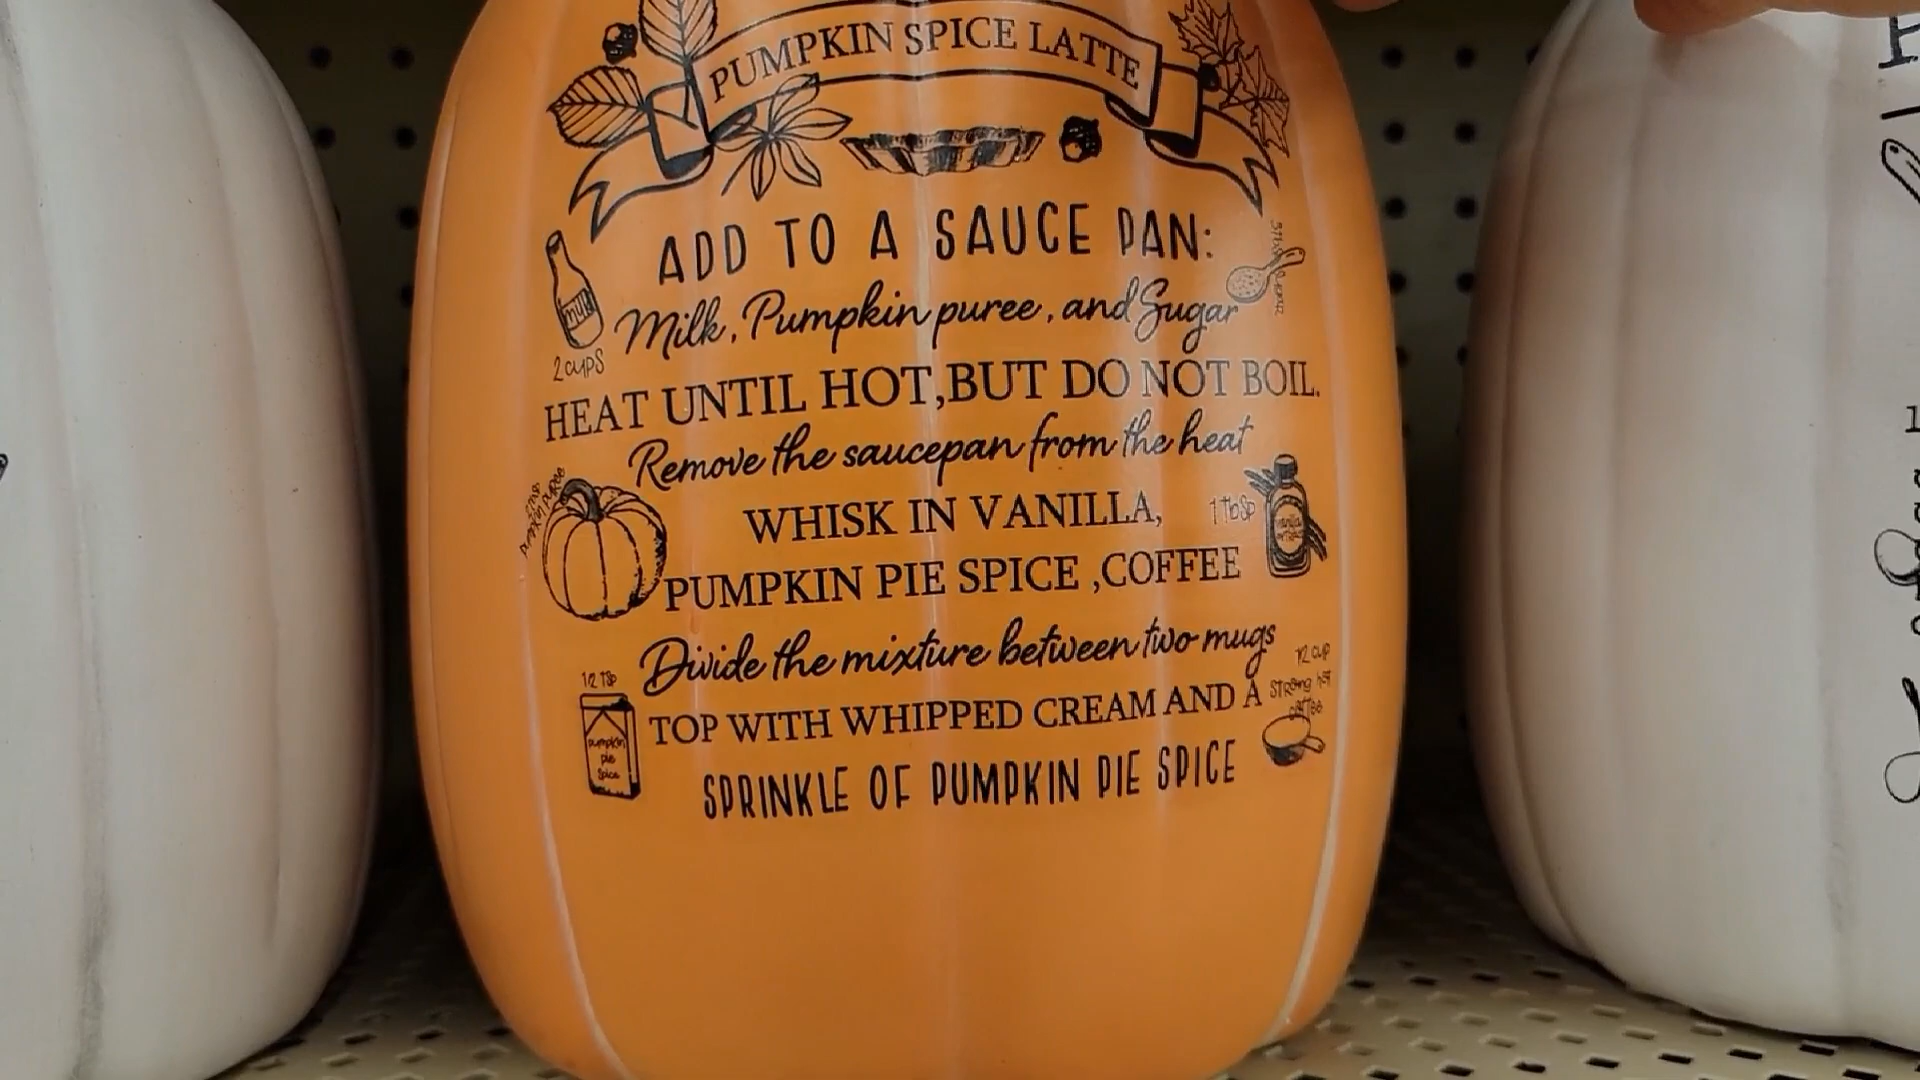 PUMPKIN SPICE LATTE
ADD TO A SAUCE PAN:
milk
2 CUPS
Milk, Pumpkin puree, and Sugar
HEAT UNTIL HOT,BUT DO NOT BOIL.
Remove the saucepan from the heat
WHISK IN VANILLA,
1 TbSp
vanilla
PUMPKIN PIE SPICE ,COFFEE
Divide the mixture between two mugs
1/2 TSp
pumpkin
pie
Spice
TOP WITH WHIPPED CREAM AND A
1/2 CUP
STRONG HOT
coffee
SPRINKLE OF PUMPKIN PIE SPICE